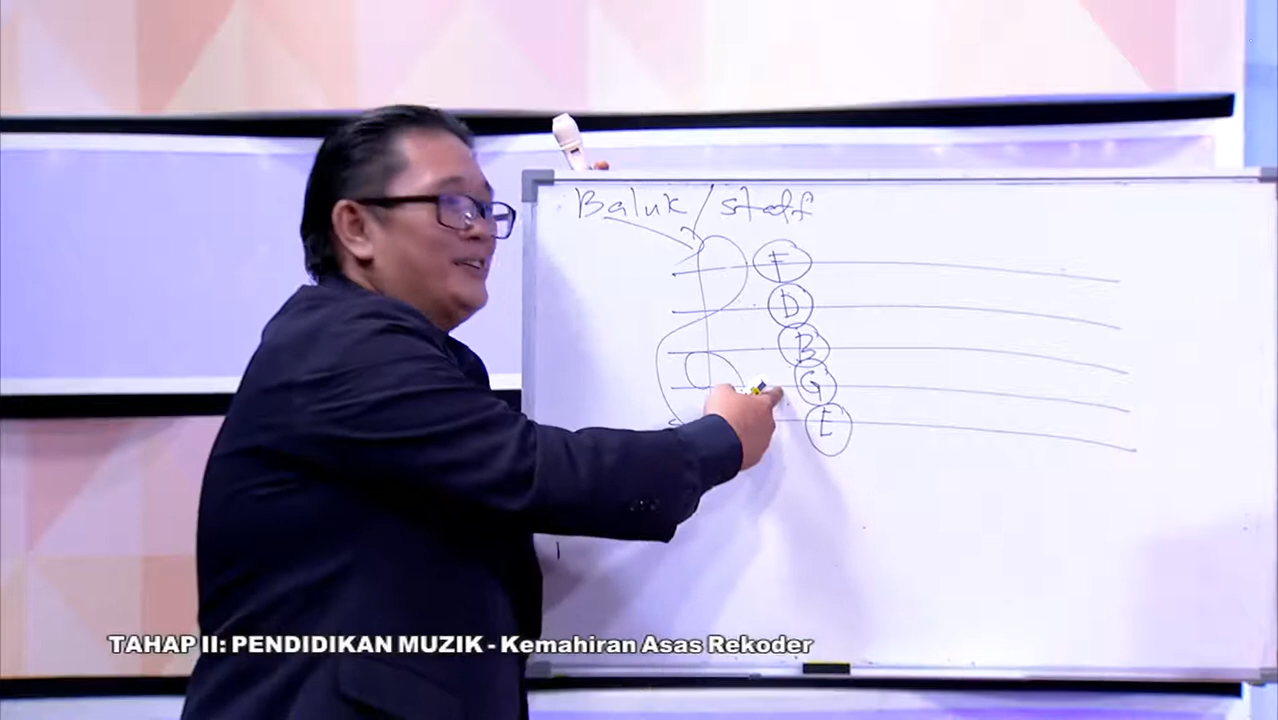 Baluk / staff
F
D
B
G
E
TAHAP II: PENDIDIKAN MUZIK - Kemahiran Asas Rekoder